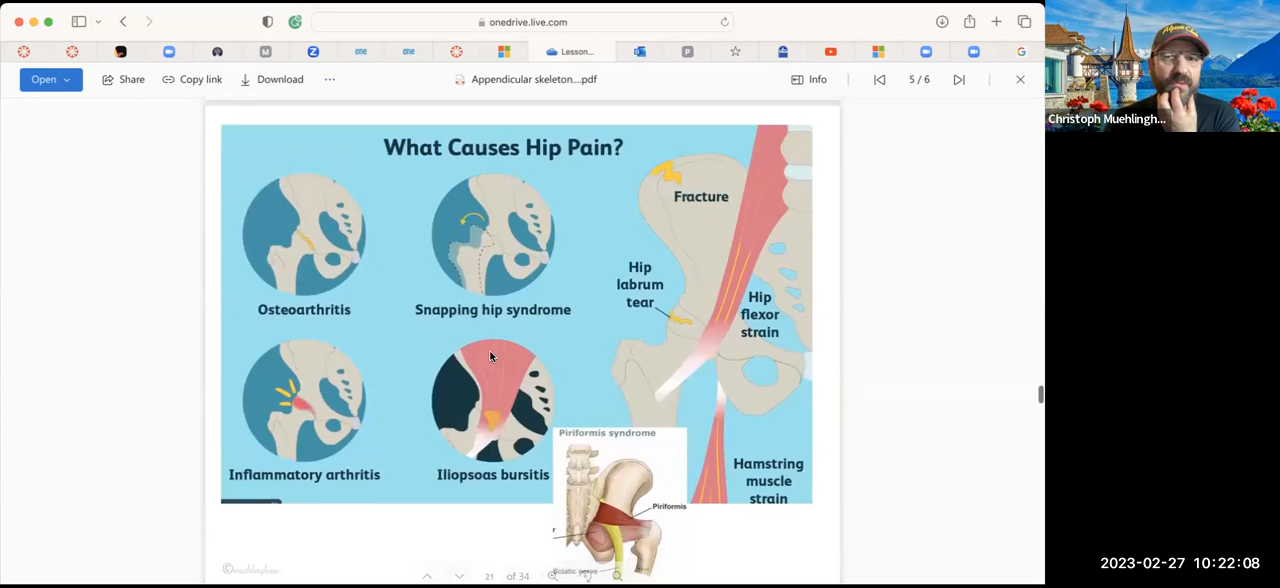 onedrive.live.com
Lesson...
Open
Share
Copy link
Download
Appendicular skeleton....pdf
Info
5 / 6
Christoph Muehlingh...
What Causes Hip Pain?
Fracture
Hip
labrum
tear
Hip
flexor
strain
Osteoarthritis
Snapping hip syndrome
Inflammatory arthritis
Iliopsoas bursitis
Piriformis syndrome
Piriformis
Sciatic nerve
Hamstring
muscle
strain
21 of 34
2023-02-27 10:22:08